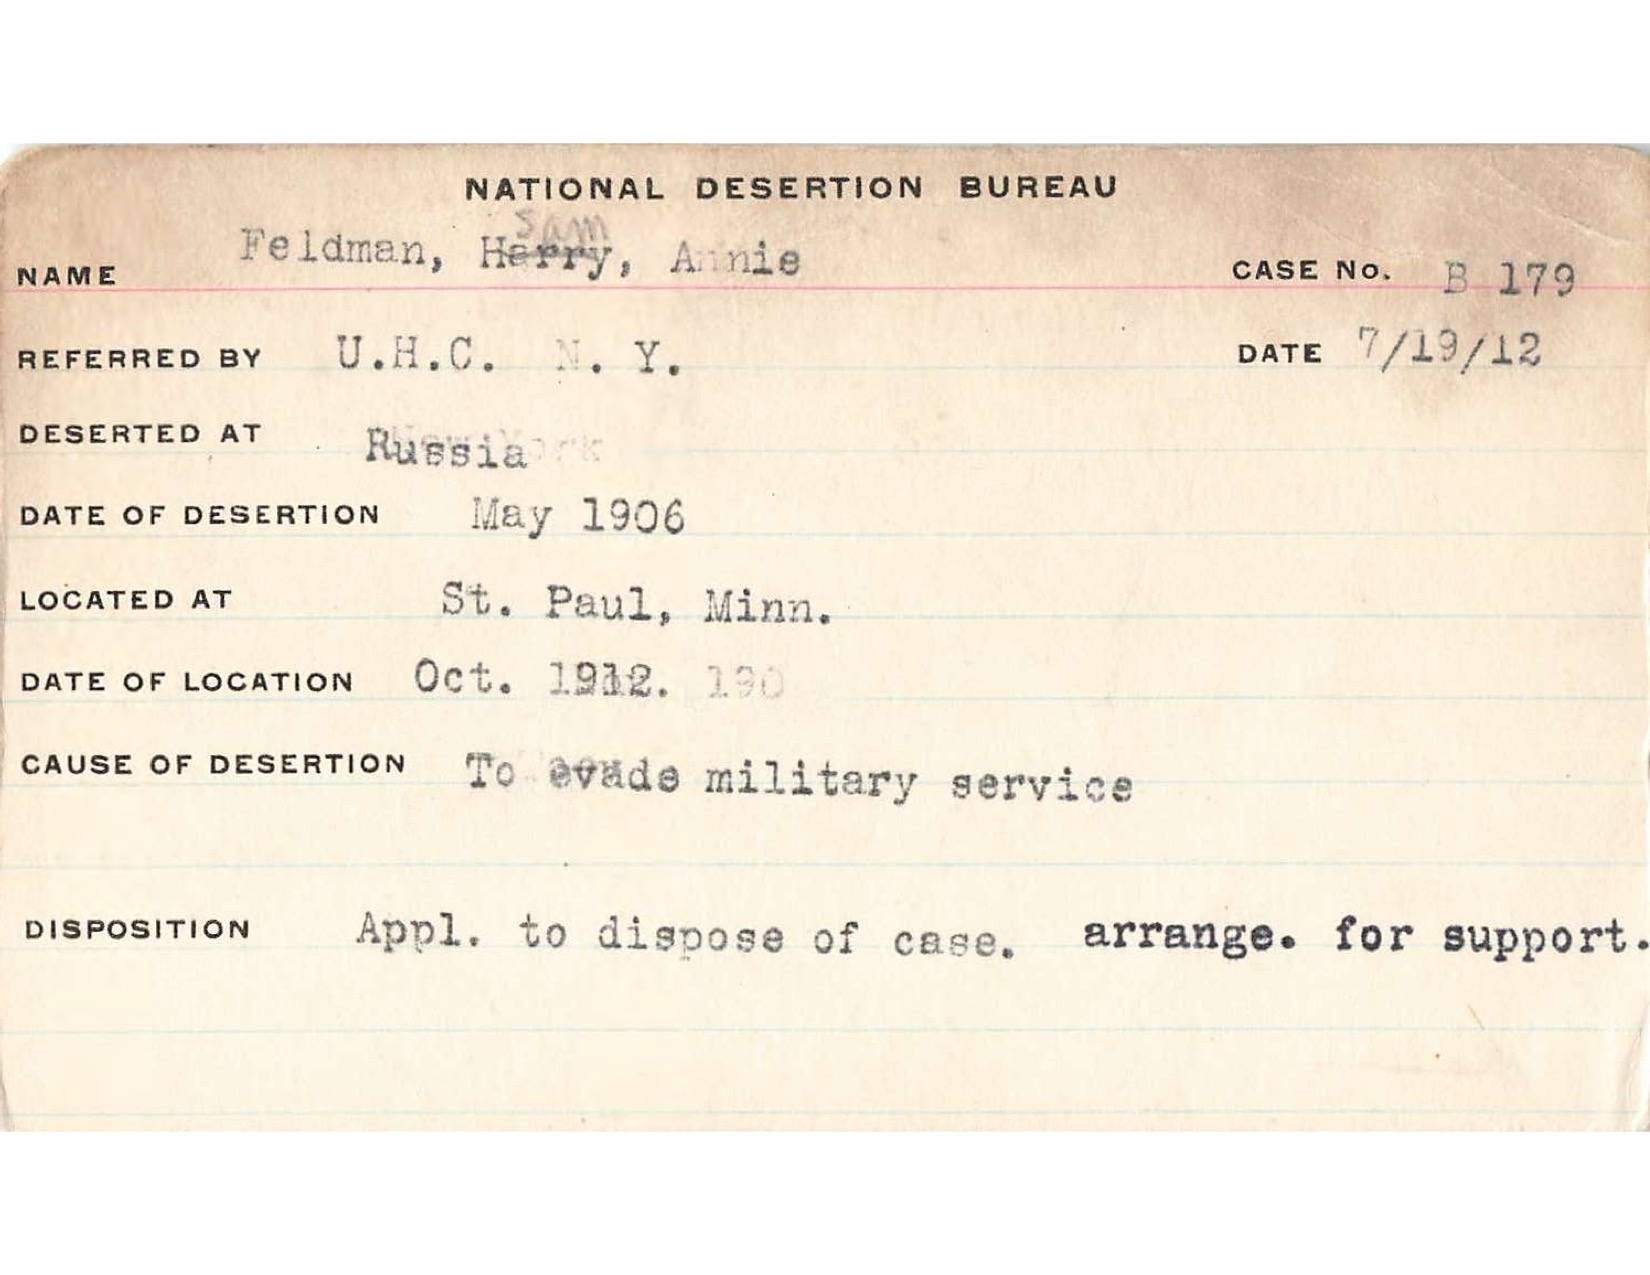 NATIONAL DESERTION BUREAU
Sam
NAME Feldman, Harry, Annie CASE No. B 179
REFERRED BY U.H.C. N. Y. DATE 7/19/12
DESERTED AT Russia
DATE OF DESERTION May 1906
LOCATED AT St. Paul, Minn.
DATE OF LOCATION Oct. 1912. 190
CAUSE OF DESERTION To evade military service
DISPOSITION Appl. to dispose of case. arrange. for support.